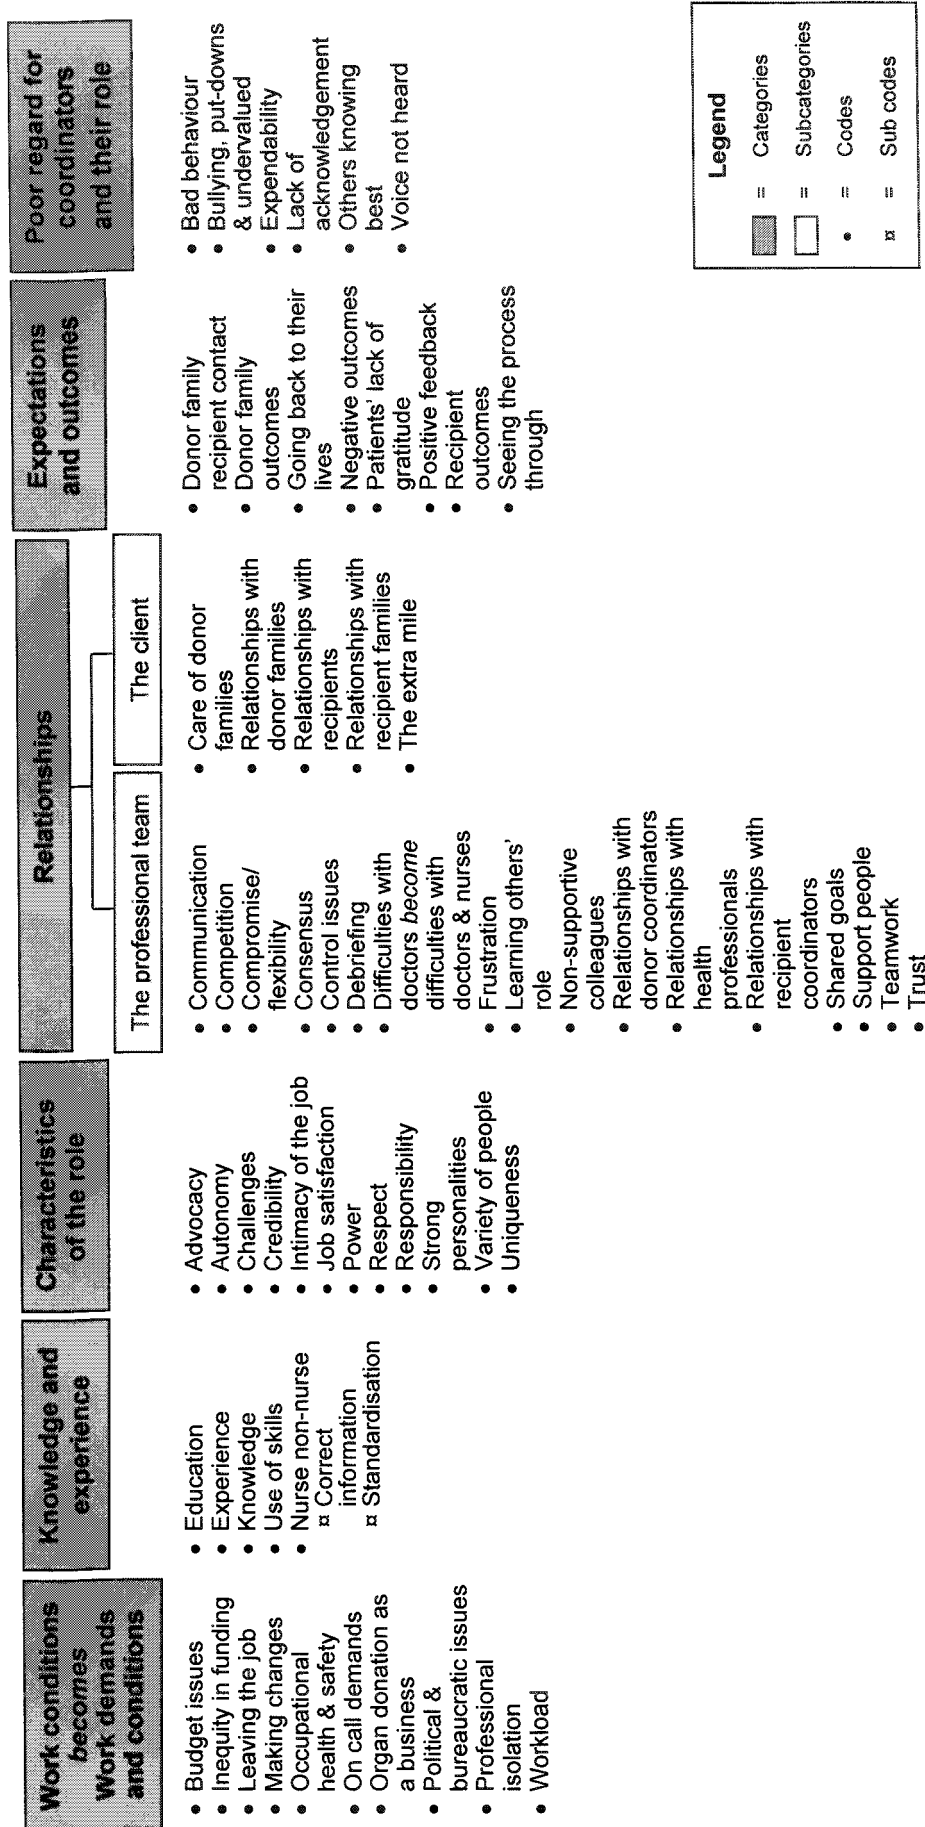 Work conditions
becomes
Work demands
and conditions
• Budget issues
• Inequity in funding
• Leaving the job
• Making changes
• Occupational
health & safety
• On call demands
• Organ donation as
a business
• Political &
bureaucratic issues
• Professional
isolation
• Workload
Knowledge and
experience
• Education
• Experience
• Knowledge
• Use of skills
• Nurse non-nurse
¤ Correct
information
¤ Standardisation
Characteristics
of the role
• Advocacy
• Autonomy
• Challenges
• Credibility
• Intimacy of the job
• Job satisfaction
• Power
• Respect
• Responsibility
• Strong
personalities
• Variety of people
• Uniqueness
Relationships
The professional team
• Communication
• Competition
• Compromise/
flexibility
• Consensus
• Control issues
• Debriefing
• Difficulties with
doctors become
difficulties with
doctors & nurses
• Frustration
• Learning others'
role
• Non-supportive
colleagues
• Relationships with
donor coordinators
• Relationships with
health
professionals
• Relationships with
recipient
coordinators
• Shared goals
• Support people
• Teamwork
• Trust
The client
• Care of donor
families
• Relationships with
donor families
• Relationships with
recipients
• Relationships with
recipient families
• The extra mile
Expectations
and outcomes
• Donor family
recipient contact
• Donor family
outcomes
• Going back to their
lives
• Negative outcomes
• Patients' lack of
gratitude
• Positive feedback
• Recipient
outcomes
• Seeing the process
through
Poor regard for
coordinators
and their role
• Bad behaviour
• Bullying, put-downs
& undervalued
• Expendability
• Lack of
acknowledgement
• Others knowing
best
• Voice not heard
Legend
= Categories
= Subcategories
• = Codes
¤ = Sub codes